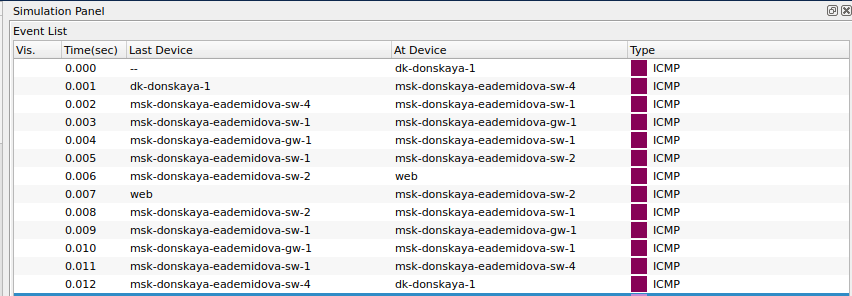 Simulation Panel
Event List
Vis. Time(sec) Last Device At Device Type
0.000 -- dk-donskaya-1 ICMP
0.001 dk-donskaya-1 msk-donskaya-eademidova-sw-4 ICMP
0.002 msk-donskaya-eademidova-sw-4 msk-donskaya-eademidova-sw-1 ICMP
0.003 msk-donskaya-eademidova-sw-1 msk-donskaya-eademidova-gw-1 ICMP
0.004 msk-donskaya-eademidova-gw-1 msk-donskaya-eademidova-sw-1 ICMP
0.005 msk-donskaya-eademidova-sw-1 msk-donskaya-eademidova-sw-2 ICMP
0.006 msk-donskaya-eademidova-sw-2 web ICMP
0.007 web msk-donskaya-eademidova-sw-2 ICMP
0.008 msk-donskaya-eademidova-sw-2 msk-donskaya-eademidova-sw-1 ICMP
0.009 msk-donskaya-eademidova-sw-1 msk-donskaya-eademidova-gw-1 ICMP
0.010 msk-donskaya-eademidova-gw-1 msk-donskaya-eademidova-sw-1 ICMP
0.011 msk-donskaya-eademidova-sw-1 msk-donskaya-eademidova-sw-4 ICMP
0.012 msk-donskaya-eademidova-sw-4 dk-donskaya-1 ICMP